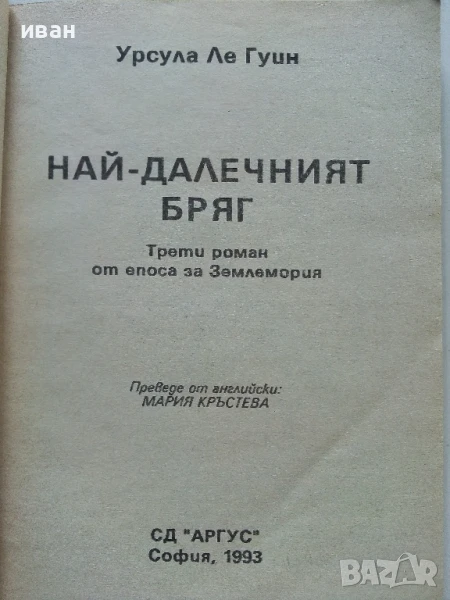 иван
Урсула Ле Гуин
НАЙ-ДАЛЕЧНИЯТ
БРЯГ
Трети роман
от епоса за Землемория
Преведе от английски:
МАРИЯ КРЪСТЕВА
СД "АРГУС"
София, 1993
BAZAR